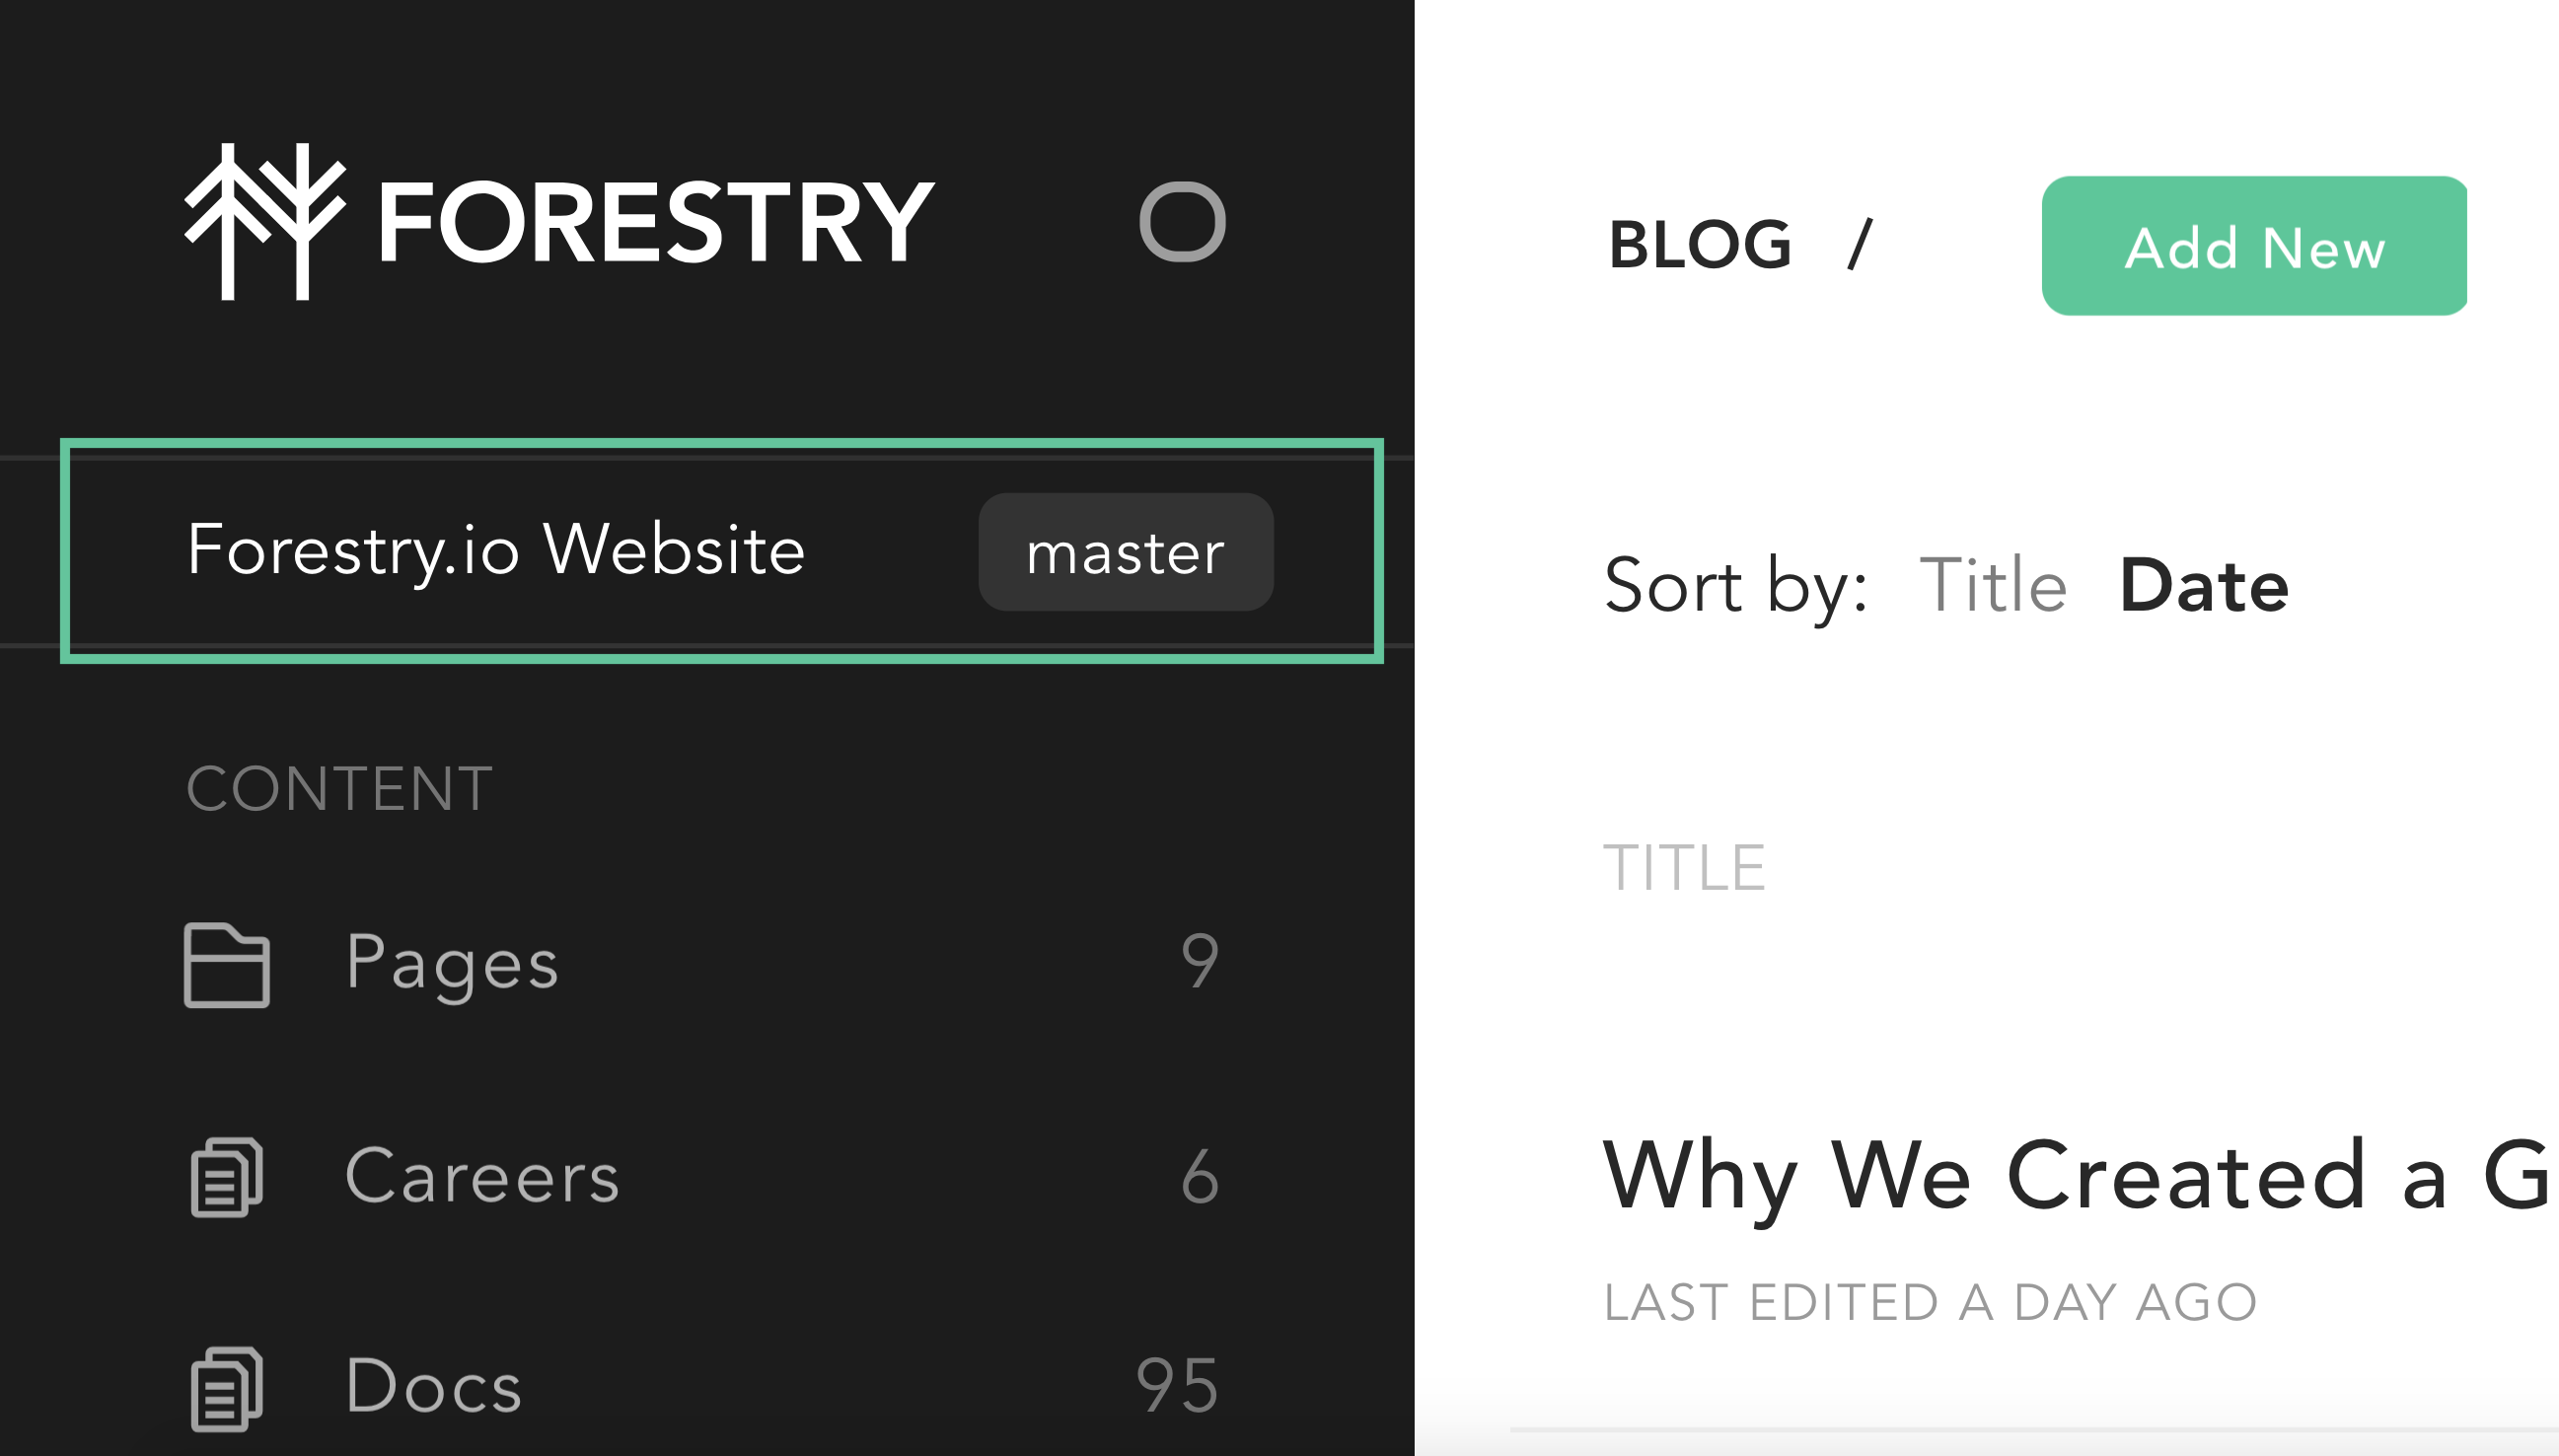 FORESTRY
Forestry.io Website master
CONTENT
Pages 9
Careers 6
Docs 95
BLOG / Add New
Sort by: Title Date
TITLE
Why We Created a G
LAST EDITED A DAY AGO